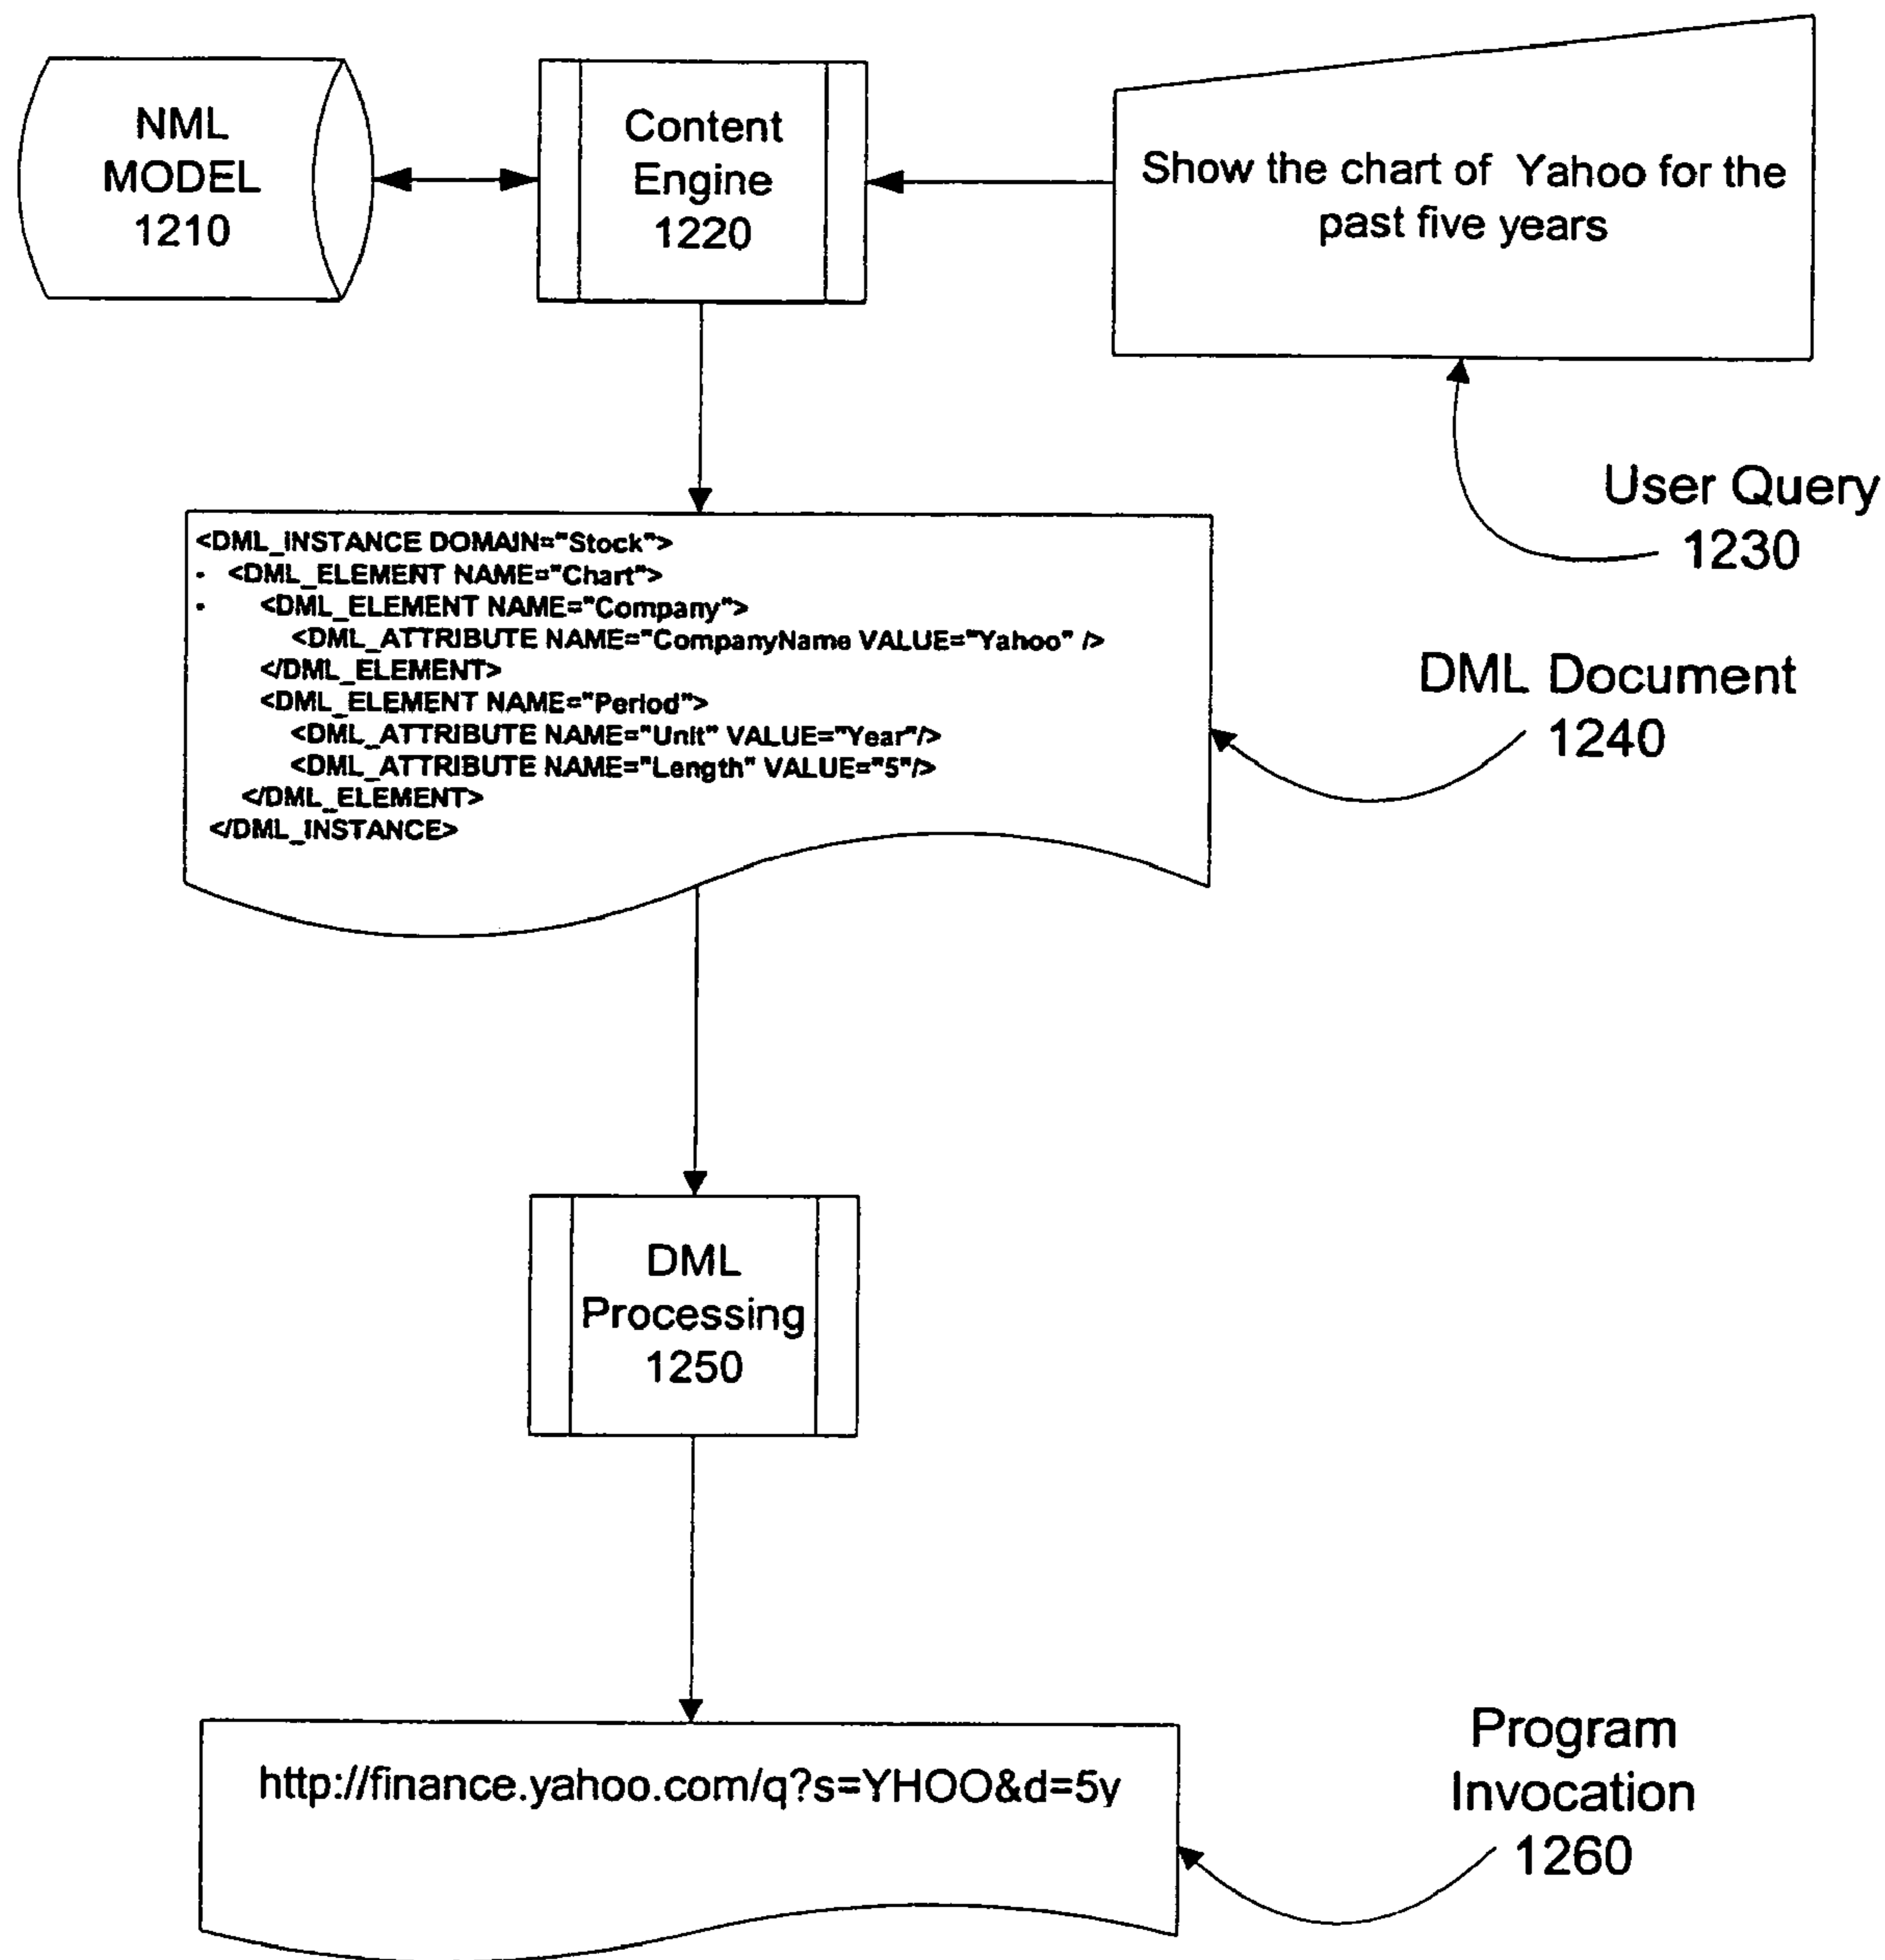 NML
MODEL
1210
Content
Engine
1220
Show the chart of Yahoo for the
past five years
User Query
1230
<DML_INSTANCE DOMAIN="Stock">
- <DML_ELEMENT NAME="Chart">
- <DML_ELEMENT NAME="Company">
<DML_ATTRIBUTE NAME="CompanyName VALUE="Yahoo" />
</DML_ELEMENT>
<DML_ELEMENT NAME="Period">
<DML_ATTRIBUTE NAME="Unit" VALUE="Year"/>
<DML_ATTRIBUTE NAME="Length" VALUE="5"/>
</DML_ELEMENT>
</DML_INSTANCE>
DML Document
1240
DML
Processing
1250
http://finance.yahoo.com/q?s=YHOO&d=5y
Program
Invocation
1260